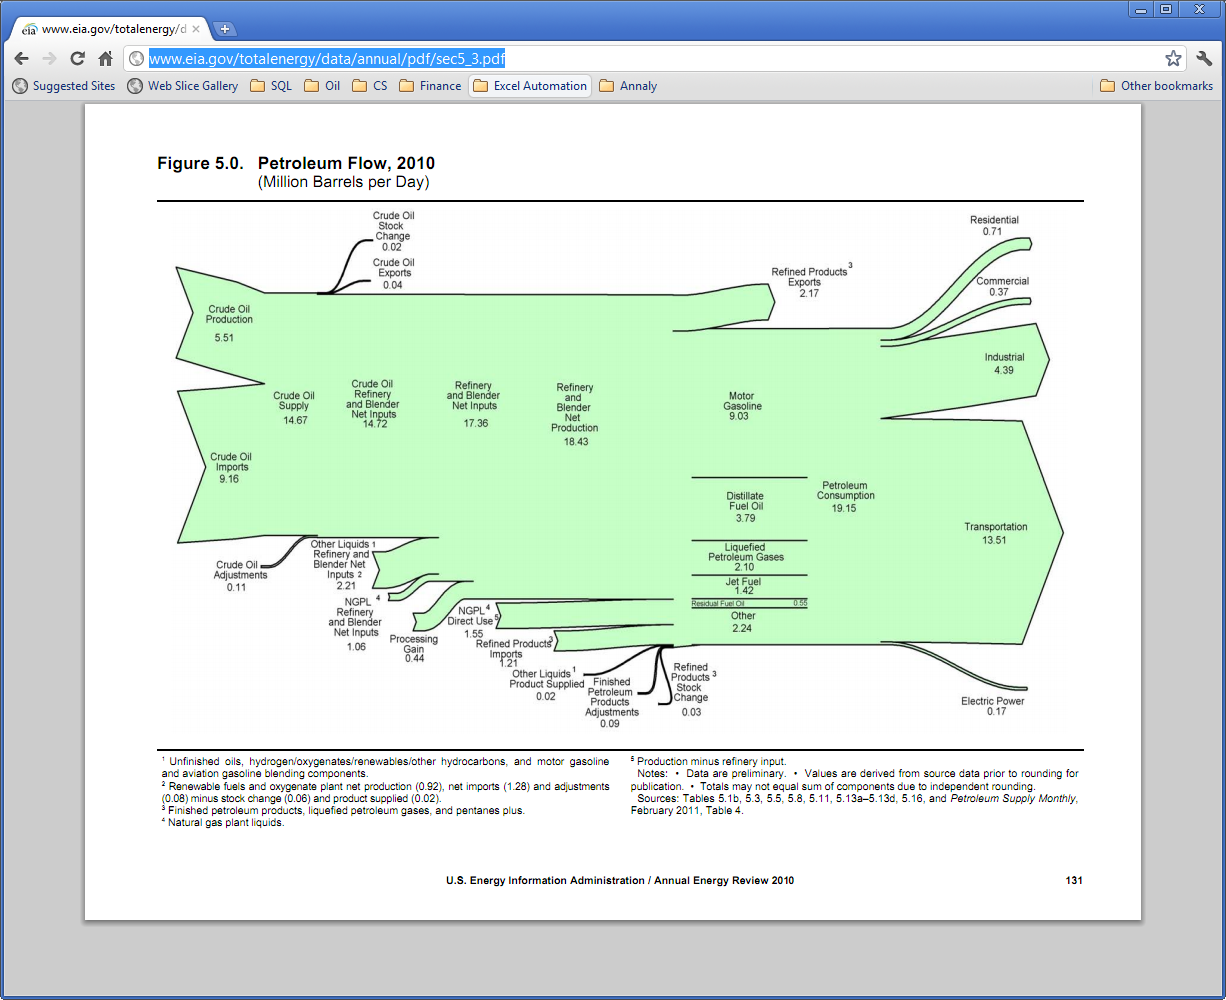 eia www.eia.gov/totalenergy/d
www.eia.gov/totalenergy/data/annual/pdf/sec5_3.pdf
Suggested Sites Web Slice Gallery SQL Oil CS Finance Excel Automation Annaly Other bookmarks
Figure 5.0. Petroleum Flow, 2010
(Million Barrels per Day)
Crude Oil
Stock
Change
0.02
Crude Oil
Exports
0.04
Refined Products 3
Exports
2.17
Residential
0.71
Commercial
0.37
Crude Oil
Production
5.51
Industrial
4.39
Crude Oil
Supply
14.67
Crude Oil
Refinery
and Blender
Net Inputs
14.72
Refinery
and Blender
Net Inputs
17.36
Refinery
and
Blender
Net
Production
18.43
Motor
Gasoline
9.03
Crude Oil
Imports
9.16
Distillate
Fuel Oil
3.79
Petroleum
Consumption
19.15
Transportation
13.51
Liquefied
Petroleum Gases
2.10
Jet Fuel
1.42
Residual Fuel Oil 0.55
Other
2.24
Crude Oil
Adjustments
0.11
Other Liquids 1
Refinery and
Blender Net
Inputs 2
2.21
NGPL 4
Refinery
and Blender
Net Inputs
1.06
Processing
Gain
0.44
NGPL 4
Direct Use 5
1.55
Refined Products 3
Imports
1.21
Other Liquids 1
Product Supplied
0.02
Finished
Petroleum
Products
Adjustments
0.09
Refined
Products 3
Stock
Change
0.03
Electric Power
0.17
1 Unfinished oils, hydrogen/oxygenates/renewables/other hydrocarbons, and motor gasoline
and aviation gasoline blending components.
2 Renewable fuels and oxygenate plant net production (0.92), net imports (1.28) and adjustments
(0.08) minus stock change (0.06) and product supplied (0.02).
3 Finished petroleum products, liquefied petroleum gases, and pentanes plus.
4 Natural gas plant liquids.
5 Production minus refinery input.
Notes: • Data are preliminary. • Values are derived from source data prior to rounding for
publication. • Totals may not equal sum of components due to independent rounding.
Sources: Tables 5.1b, 5.3, 5.5, 5.8, 5.11, 5.13a–5.13d, 5.16, and Petroleum Supply Monthly,
February 2011, Table 4.
U.S. Energy Information Administration / Annual Energy Review 2010
131